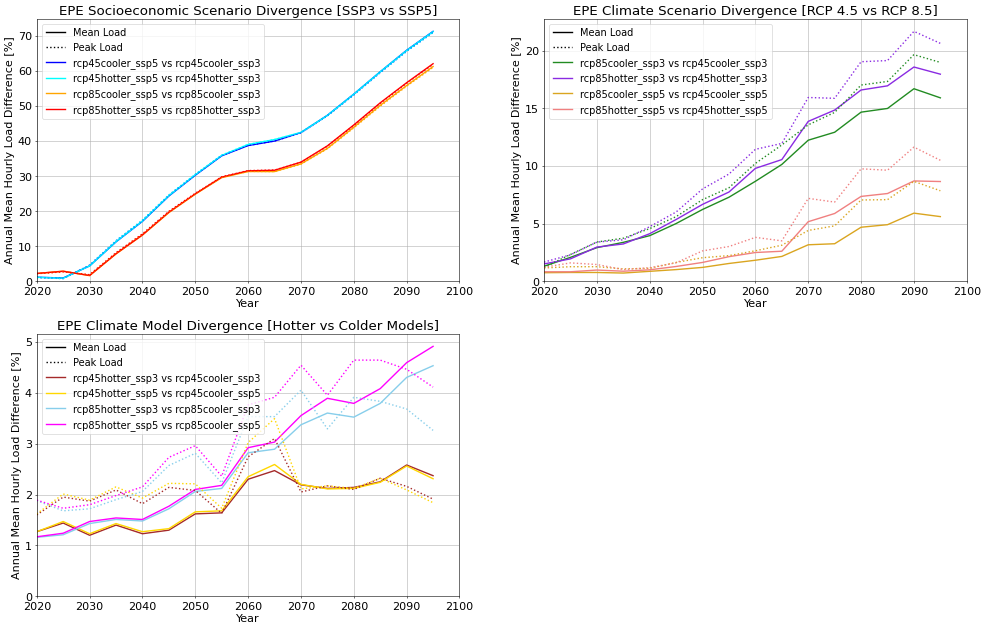 EPE Socioeconomic Scenario Divergence [SSP3 vs SSP5]
Annual Mean Hourly Load Difference [%]
70
60
50
40
30
20
10
0
Mean Load
Peak Load
rcp45cooler_ssp5 vs rcp45cooler_ssp3
rcp45hotter_ssp5 vs rcp45hotter_ssp3
rcp85cooler_ssp5 vs rcp85cooler_ssp3
rcp85hotter_ssp5 vs rcp85hotter_ssp3
2020 2030 2040 2050 2060 2070 2080 2090 2100
Year
EPE Climate Scenario Divergence [RCP 4.5 vs RCP 8.5]
Annual Mean Hourly Load Difference [%]
20
15
10
5
0
Mean Load
Peak Load
rcp85cooler_ssp3 vs rcp45cooler_ssp3
rcp85hotter_ssp3 vs rcp45hotter_ssp3
rcp85cooler_ssp5 vs rcp45cooler_ssp5
rcp85hotter_ssp5 vs rcp45hotter_ssp5
2020 2030 2040 2050 2060 2070 2080 2090 2100
Year
EPE Climate Model Divergence [Hotter vs Colder Models]
Annual Mean Hourly Load Difference [%]
5
4
3
2
1
0
Mean Load
Peak Load
rcp45hotter_ssp3 vs rcp45cooler_ssp3
rcp45hotter_ssp5 vs rcp45cooler_ssp5
rcp85hotter_ssp3 vs rcp85cooler_ssp3
rcp85hotter_ssp5 vs rcp85cooler_ssp5
2020 2030 2040 2050 2060 2070 2080 2090 2100
Year